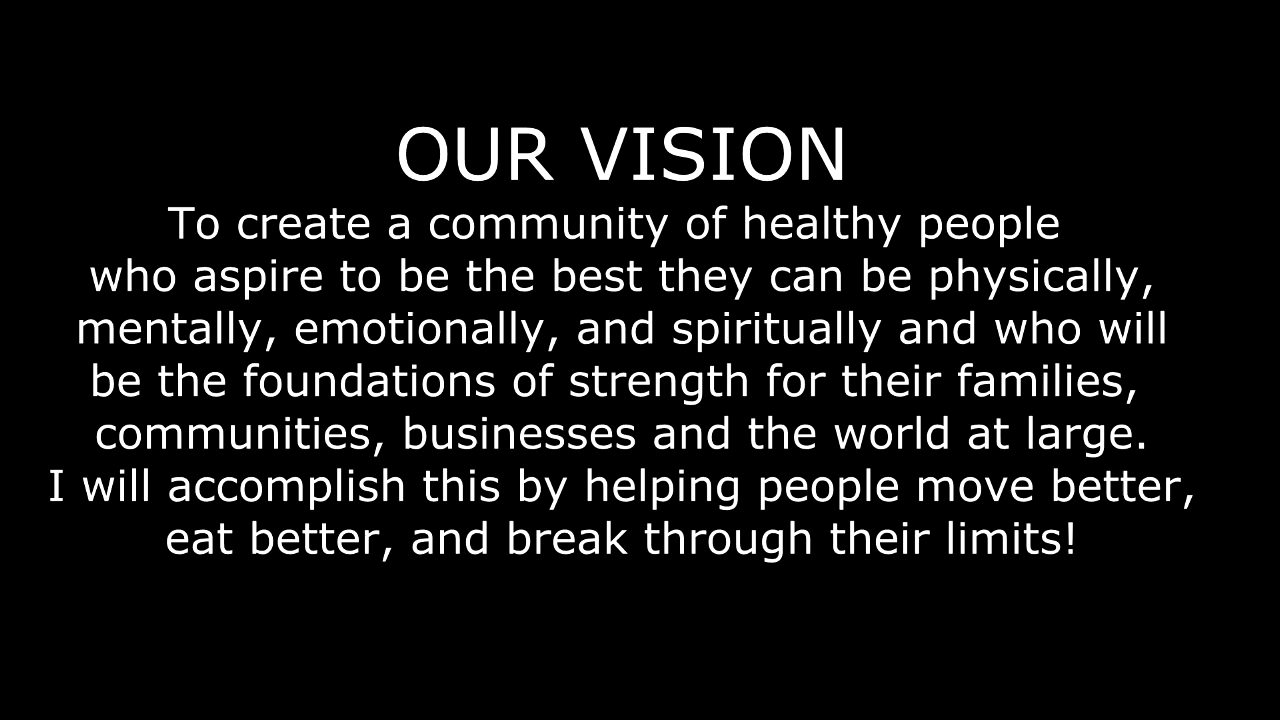 OUR VISION
To create a community of healthy people
who aspire to be the best they can be physically,
mentally, emotionally, and spiritually and who will
be the foundations of strength for their families,
communities, businesses and the world at large.
I will accomplish this by helping people move better,
eat better, and break through their limits!